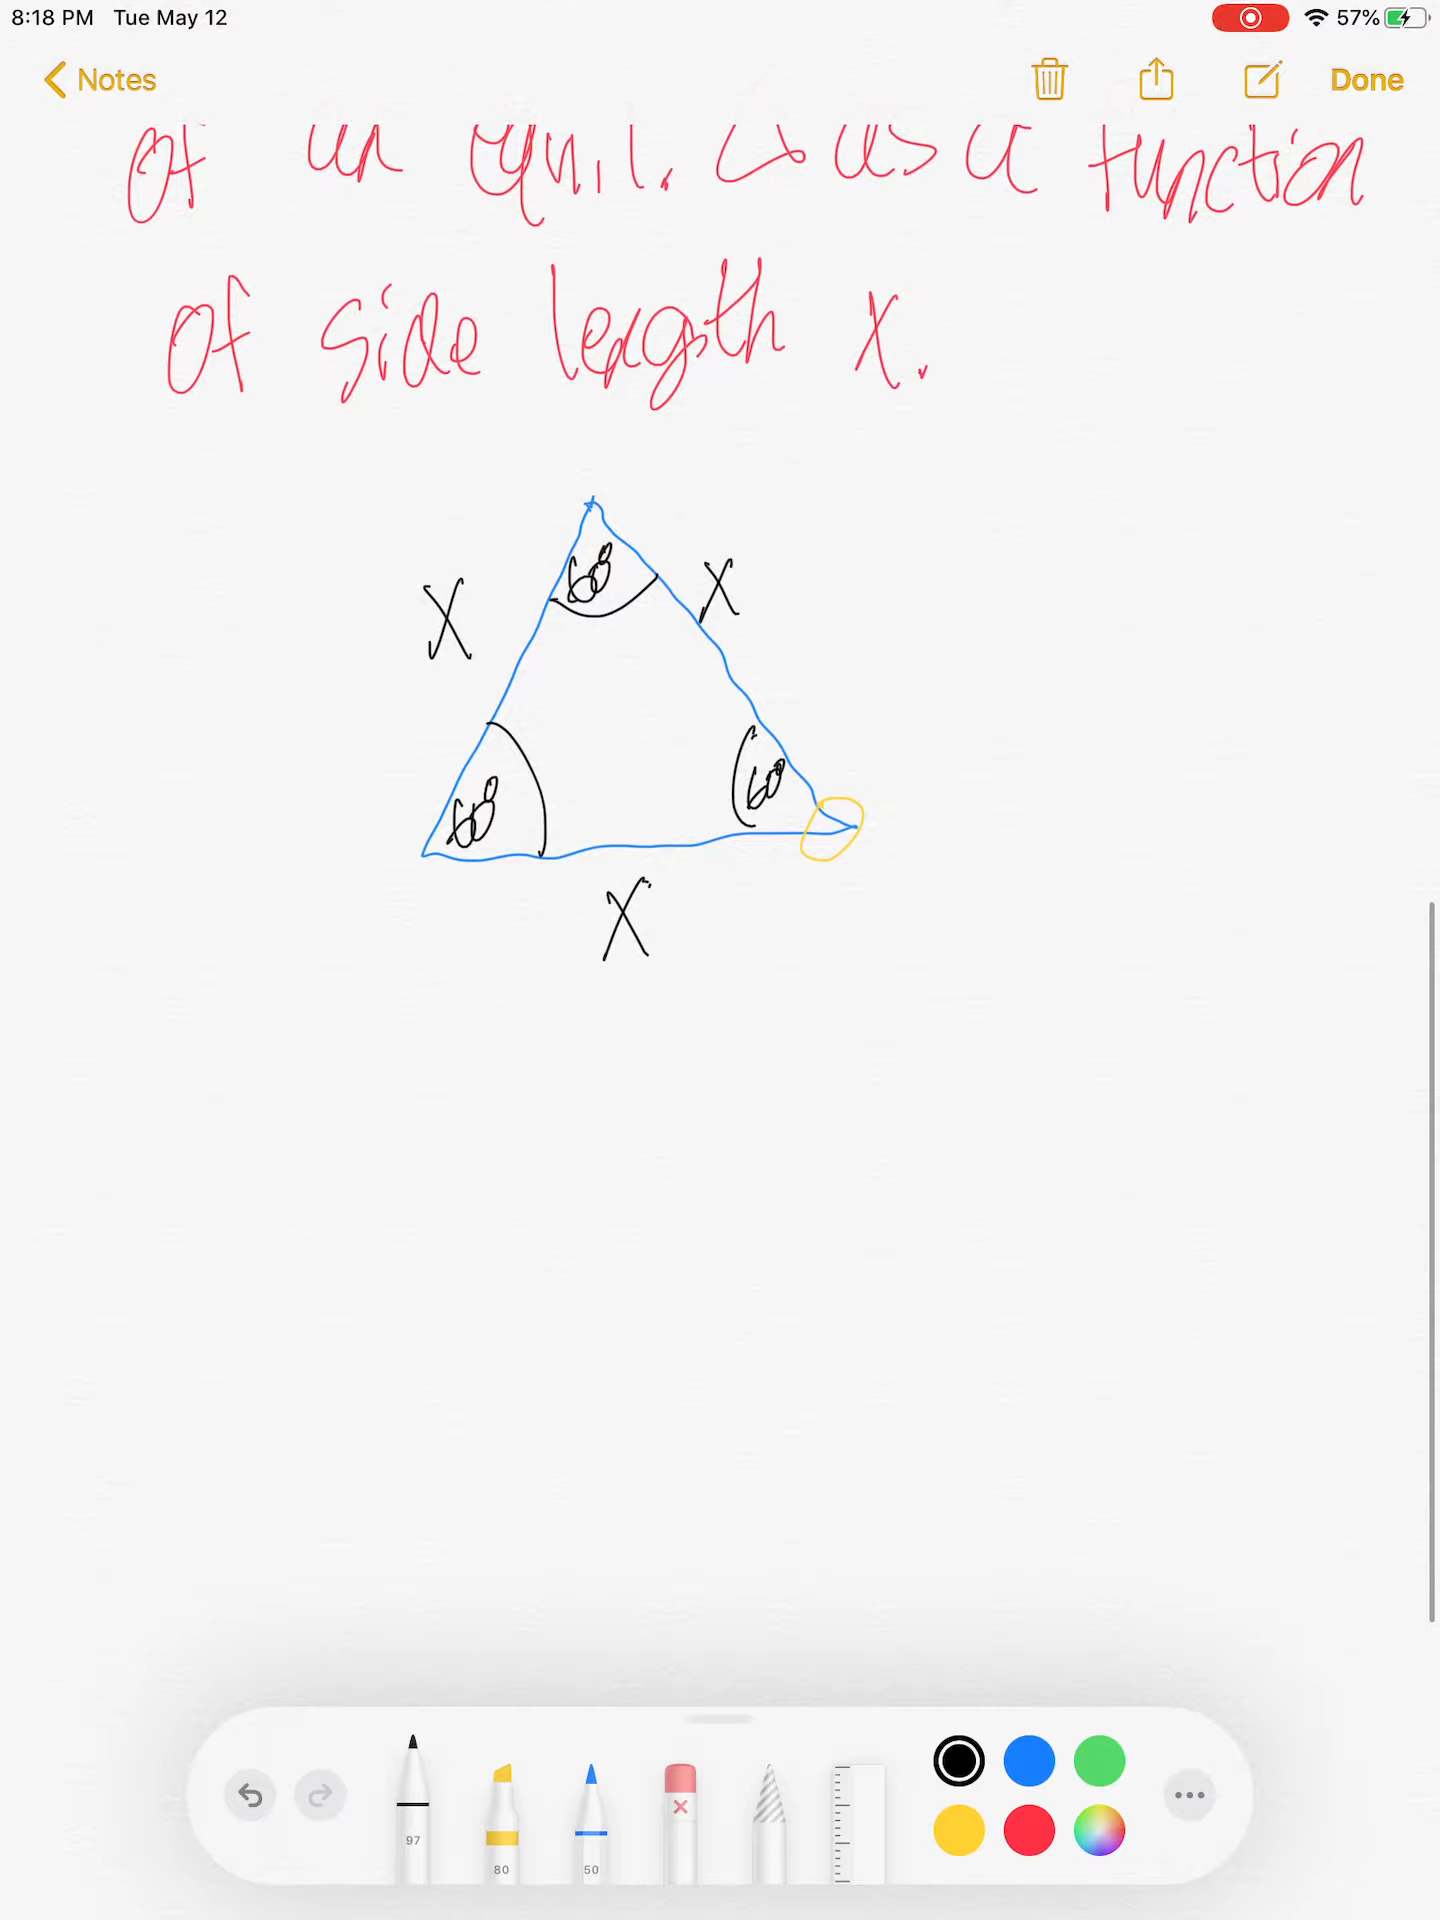 8:18 PM Tue May 12
57%
Notes
Done
of an equil. △ as a function
of side length x.
60°
X
X
60°
60°
X
97
80
50